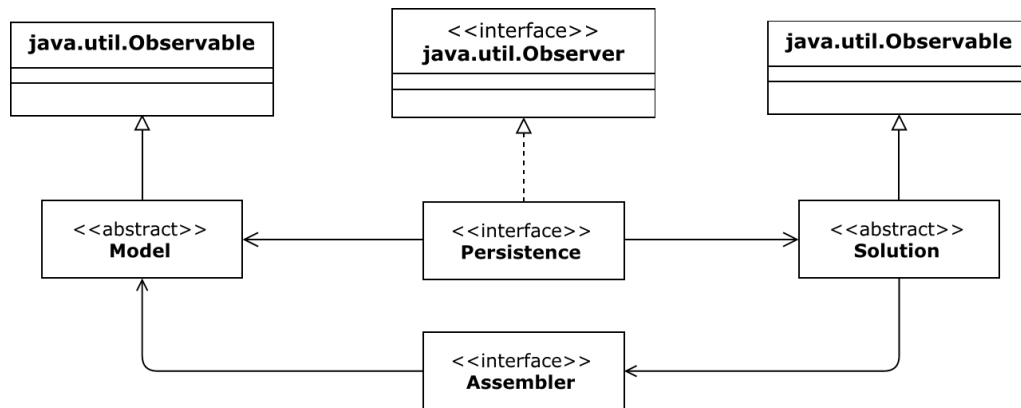 java.util.Observable
<<interface>>
java.util.Observer
java.util.Observable
<<abstract>>
Model
<<interface>>
Persistence
<<abstract>>
Solution
<<interface>>
Assembler